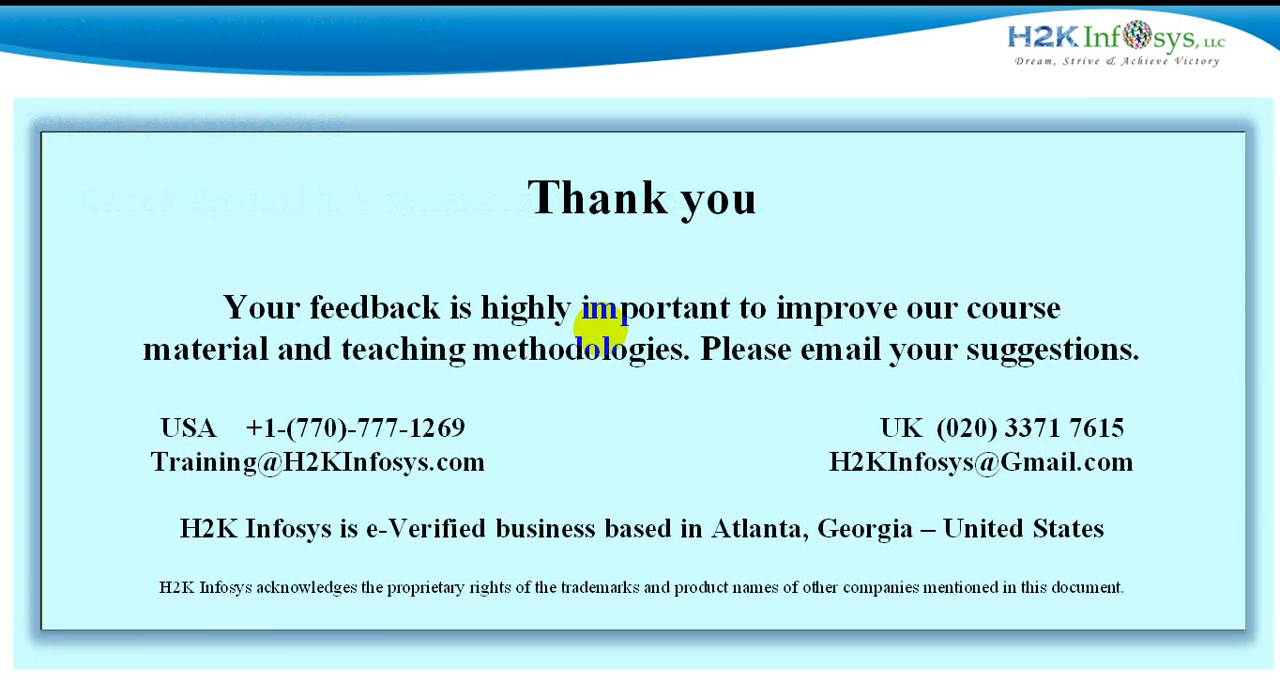 H2K Infosys, LLC
Dream, Strive & Achieve Victory
Thank you
Your feedback is highly important to improve our course
material and teaching methodologies. Please email your suggestions.
USA +1-(770)-777-1269
UK (020) 3371 7615
Training@H2KInfosys.com
H2KInfosys@Gmail.com
H2K Infosys is e-Verified business based in Atlanta, Georgia – United States
H2K Infosys acknowledges the proprietary rights of the trademarks and product names of other companies mentioned in this document.